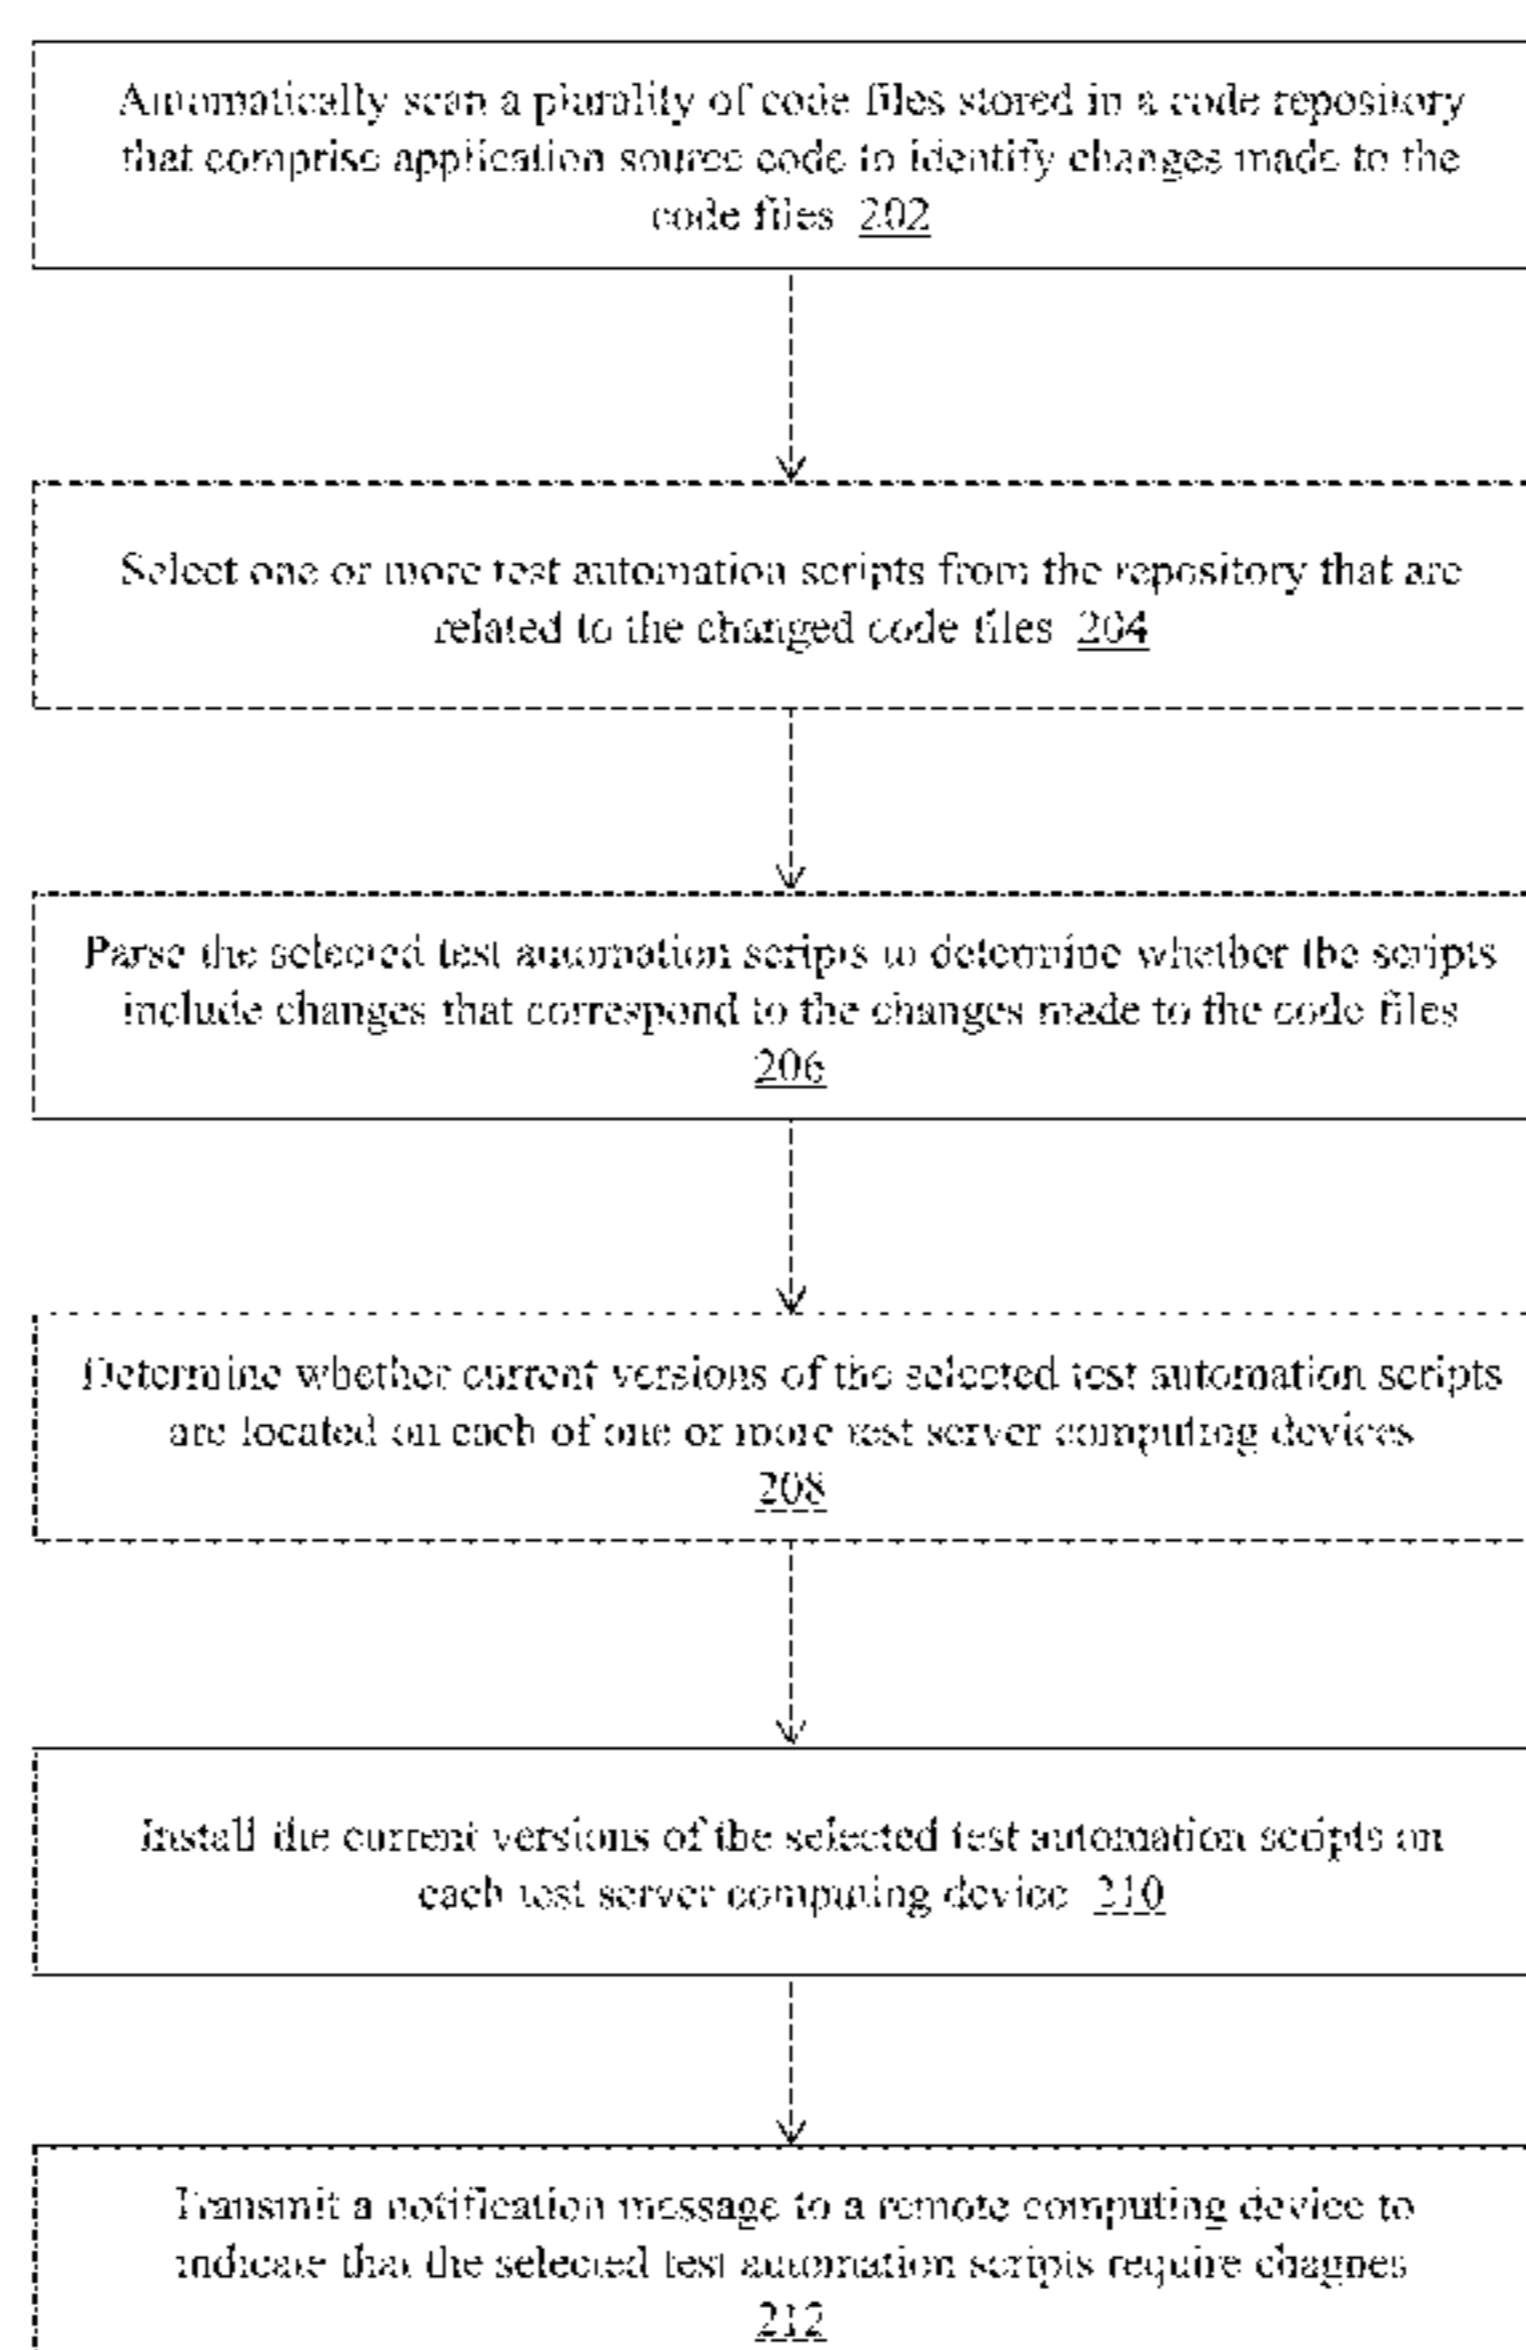 Automatically scan a plurality of code files stored in a code repository
that comprise application source code to identify changes made to the
code files 202
Select one or more test automation scripts from the repository that are
related to the changed code files 204
Parse the selected test automation scripts to determine whether the scripts
include changes that correspond to the changes made to the code files
206
Determine whether current versions of the selected test automation scripts
are located on each of one or more test server computing devices
208
Install the current versions of the selected test automation scripts on
each test server computing device 210
Transmit a notification message to a remote computing device to
indicate that the selected test automation scripts require chagnes
212